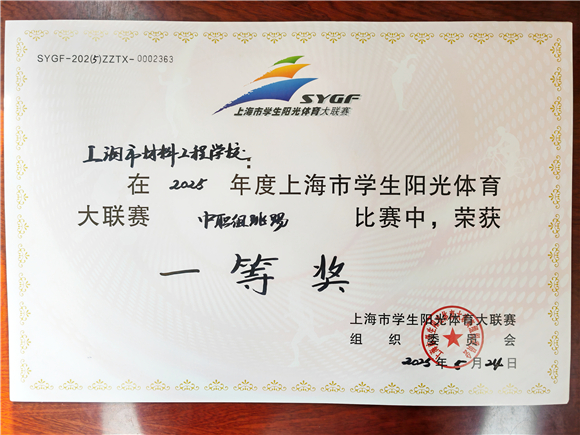 SYGF-202(5)ZZTX-0002363
SYGF
上海市学生阳光体育大联赛
上海市材料工程学校:
在 2025 年度上海市学生阳光体育
大联赛 中职组跳踢 比赛中，荣获
一等奖
上海市学生阳光体育大联赛
组织委员会
2025年5月24日